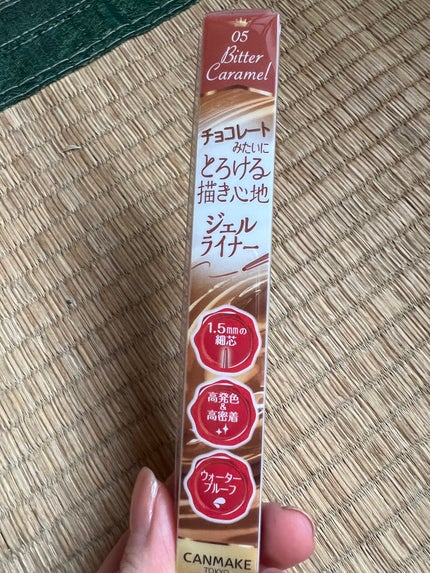 05
Bitter
Caramel
チョコレート
みたいに
とろける
描き心地
ジェル
ライナー
1.5mmの
細芯
高発色
&
高密着
ウォーター
プルーフ
CANMAKE
TOKYO